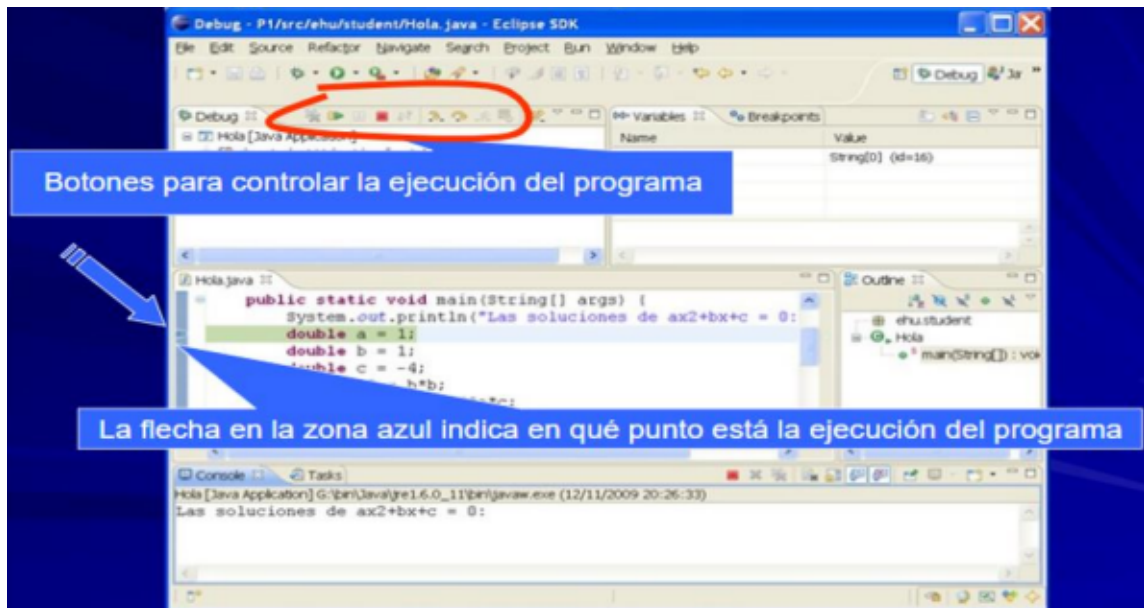 Debug - P1/src/ehu/student/Hola.java - Eclipse SDK
File Edit Source Refactor Navigate Search Project Run Window Help
Debug
Debug
Variables Breakpoints
Hola [Java Application]
Name Value
String[0] (id=16)
Botones para controlar la ejecución del programa
Hola.java
Outline
public static void main(String[] args) {
System.out.println("Las soluciones de ax2+bx+c = 0:
double a = 1;
double b = 1;
double c = -4;
b*b;
*c;
ehu.student
Hola
main(String[]) : voi
La flecha en la zona azul indica en qué punto está la ejecución del programa
Console Tasks
Hola [Java Application] G:\bin\Java\jre1.6.0_11\bin\javaw.exe (12/11/2009 20:26:33)
Las soluciones de ax2+bx+c = 0: